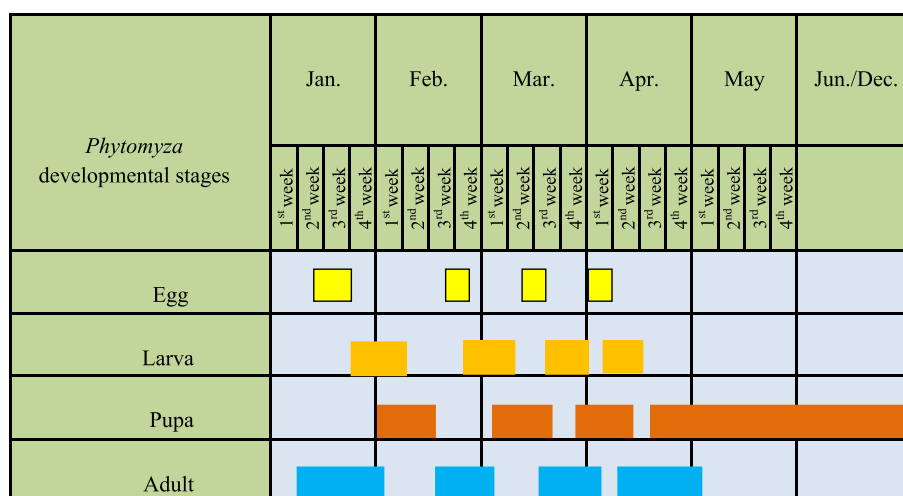 Phytomyza
developmental stages
Jan.
Feb.
Mar.
Apr.
May
Jun./Dec.
1st week
2nd week
3rd week
4th week
1st week
2nd week
3rd week
4th week
1st week
2nd week
3rd week
4th week
1st week
2nd week
3rd week
4th week
1st week
2nd week
3rd week
4th week
Egg
Larva
Pupa
Adult